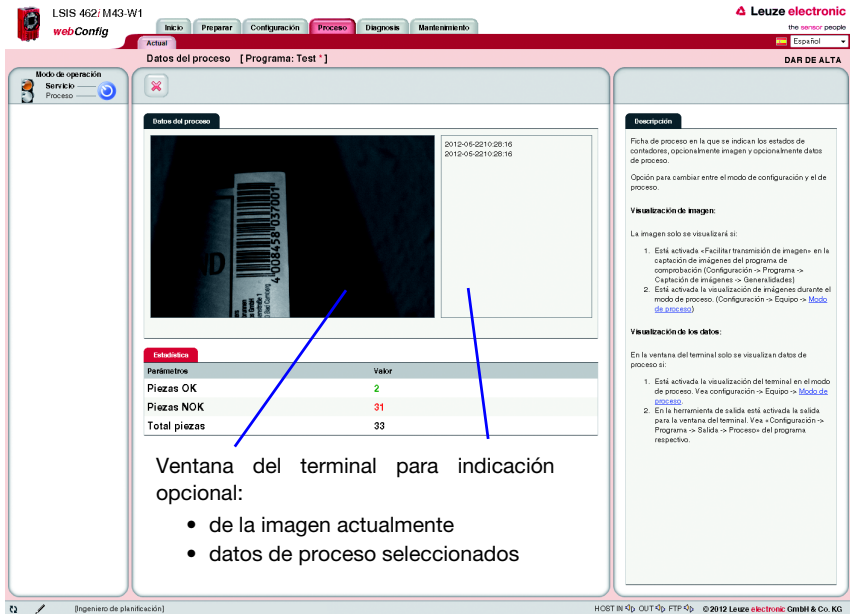 LSIS 462i M43-W1
webConfig
Leuze electronic
the sensor people
Inicio
Preparar
Configuración
Proceso
Diagnosis
Mantenimiento
Actual
Español
Datos del proceso [Programa: Test *]
DAR DE ALTA
Modo de operación
Servicio
Proceso
Datos del proceso
4 008458 037001
2012-05-2210:28:16
2012-05-2210:28:16
Estadística
Parámetros Valor
Piezas OK 2
Piezas NOK 31
Total piezas 33
Ventana del terminal para indicación
opcional:
• de la imagen actualmente
• datos de proceso seleccionados
Descripción
Ficha de proceso en la que se indican los estados de
contadores, opcionalmente imagen y opcionalmente datos
de proceso.
Opción para cambiar entre el modo de configuración y el de
proceso.
Visualización de imagen:
La imagen solo se visualizará si:
1. Está activada «Facilitar transmisión de imagen» en la
captación de imágenes del programa de
comprobación (Configuración -> Programa ->
Captación de imágenes -> Generalidades)
2. Está activada la visualización de imágenes durante el
modo de proceso. (Configuración -> Equipo -> Modo
de proceso)
Visualización de los datos:
En la ventana del terminal solo se visualizan datos de
proceso si:
1. Está activada la visualización del terminal en el modo
de proceso. Vea configuración -> Equipo -> Modo de
proceso.
2. En la herramienta de salida está activada la salida
para la ventana del terminal. Vea «Configuración ->
Programa -> Salida -> Proceso» del programa
respectivo.
[Ingeniero de planificación]
HOST IN OUT FTP © 2012 Leuze electronic GmbH & Co. KG